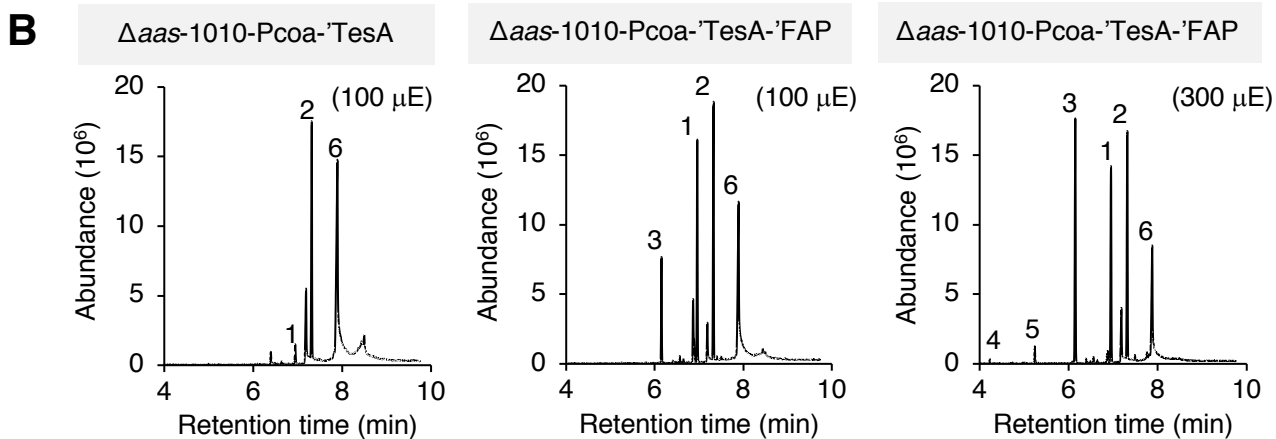 B
Δaas-1010-Pcoa-'TesA
Δaas-1010-Pcoa-'TesA-'FAP
Δaas-1010-Pcoa-'TesA-'FAP
Abundance (10⁶)
20
15
10
5
0
(100 μE)
1
2
6
4 6 8 10
Retention time (min)
Abundance (10⁶)
20
15
10
5
0
(100 μE)
3
1
2
6
4 6 8 10
Retention time (min)
Abundance (10⁶)
20
15
10
5
0
(300 μE)
4
5
3
1
2
6
4 6 8 10
Retention time (min)